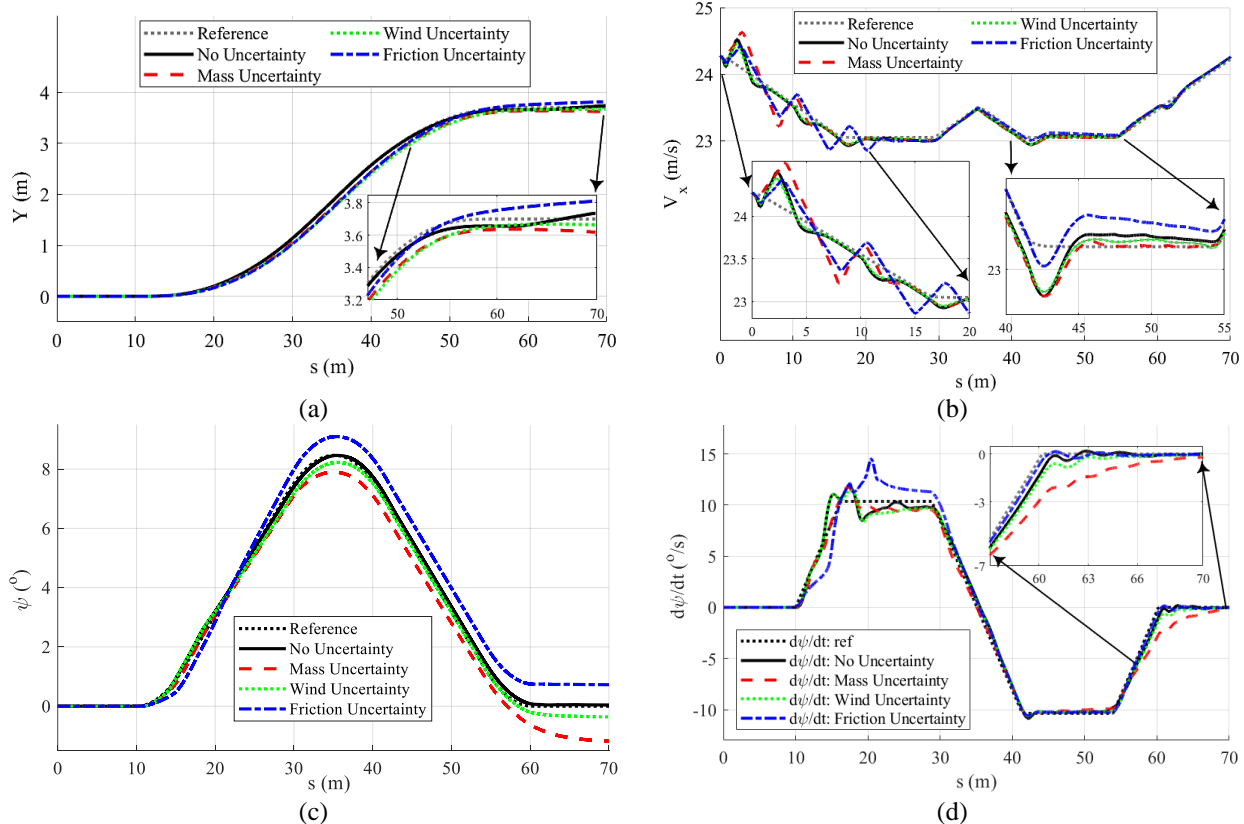 Reference
No Uncertainty
Mass Uncertainty
Wind Uncertainty
Friction Uncertainty
Y (m)
4
3
2
1
0
3.8
3.6
3.4
3.2
50
60
70
0
10
20
30
40
50
60
70
s (m)
(a)
Reference
No Uncertainty
Mass Uncertainty
Wind Uncertainty
Friction Uncertainty
V_x (m/s)
25
24
23
24
23.5
23
0
5
10
15
20
23
40
45
50
55
0
10
20
30
40
50
60
70
s (m)
(b)
ψ (°)
8
6
4
2
0
Reference
No Uncertainty
Mass Uncertainty
Wind Uncertainty
Friction Uncertainty
0
10
20
30
40
50
60
70
s (m)
(c)
dψ/dt (°/s)
15
10
5
0
-5
-10
0
-3
-7
60
63
66
70
dψ/dt: ref
dψ/dt: No Uncertainty
dψ/dt: Mass Uncertainty
dψ/dt: Wind Uncertainty
dψ/dt: Friction Uncertainty
0
10
20
30
40
50
60
70
s (m)
(d)